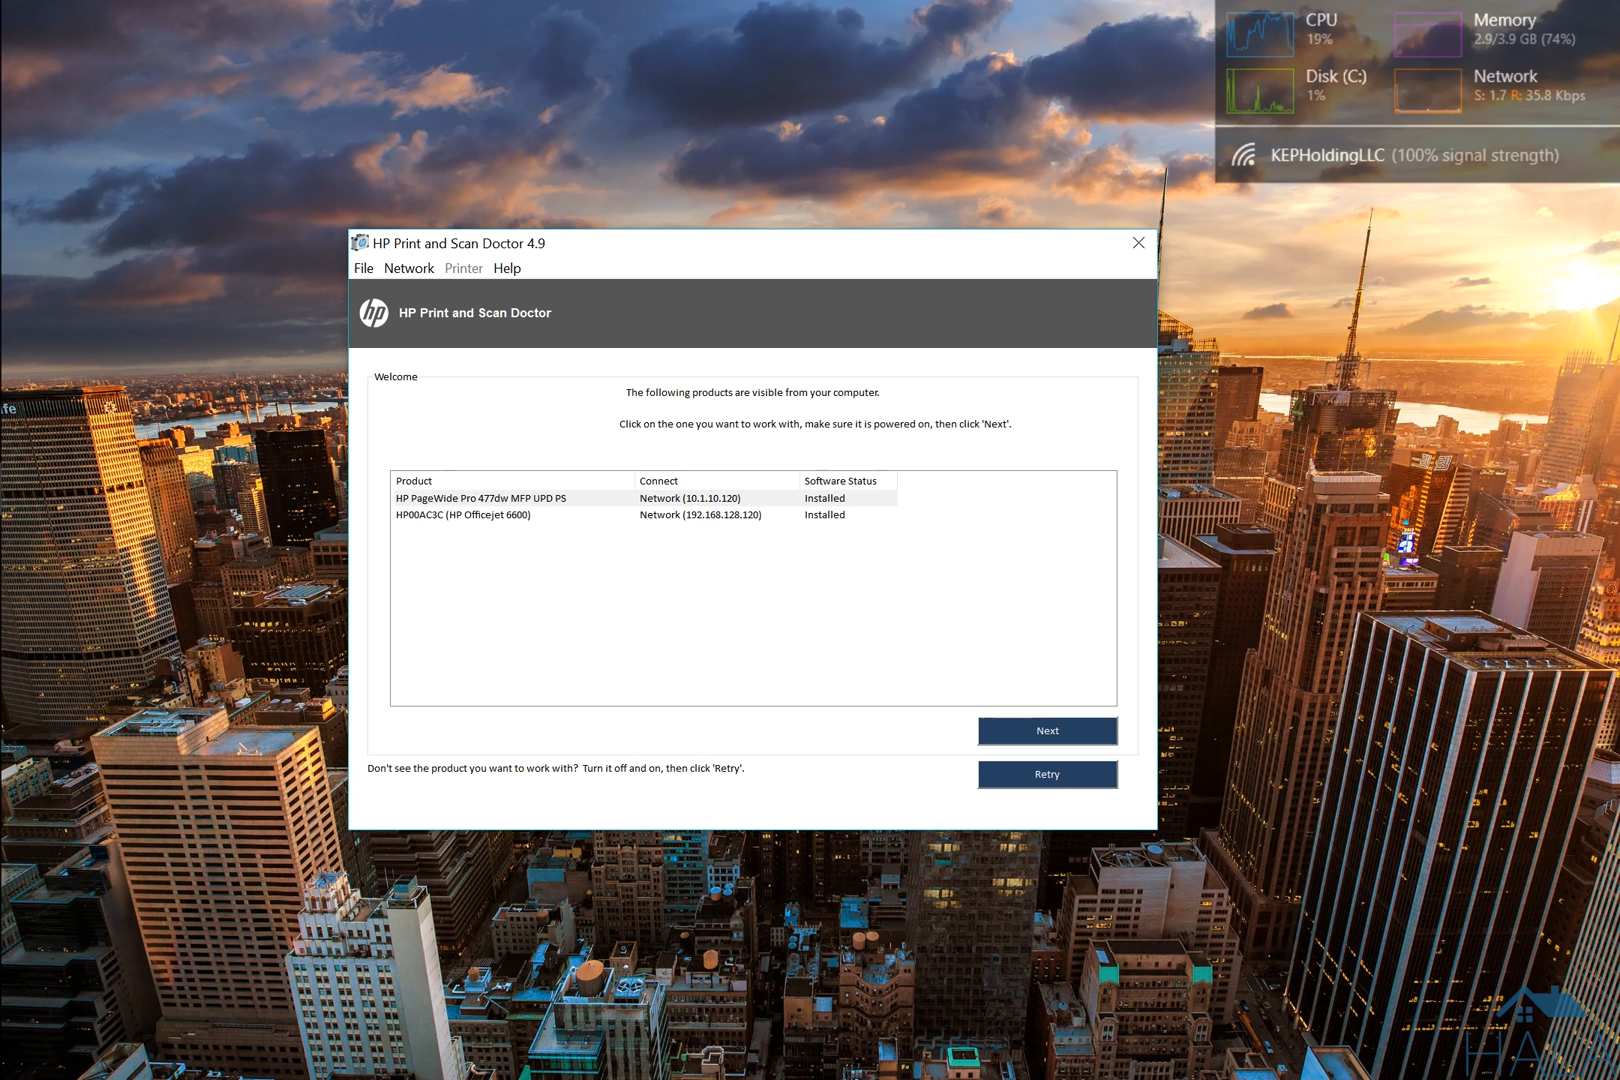 CPU
19%
Memory
2.9/3.9 GB (74%)
Disk (C:)
1%
Network
S: 1.7 R: 35.8 Kbps
KEPHoldingLLC (100% signal strength)
HP Print and Scan Doctor 4.9
File Network Printer Help
hp HP Print and Scan Doctor
Welcome
The following products are visible from your computer.
Click on the one you want to work with, make sure it is powered on, then click 'Next'.
Product Connect Software Status
HP PageWide Pro 477dw MFP UPD PS Network (10.1.10.120) Installed
HP00AC3C (HP Officejet 6600) Network (192.168.128.120) Installed
Next
Don't see the product you want to work with? Turn it off and on, then click 'Retry'.
Retry